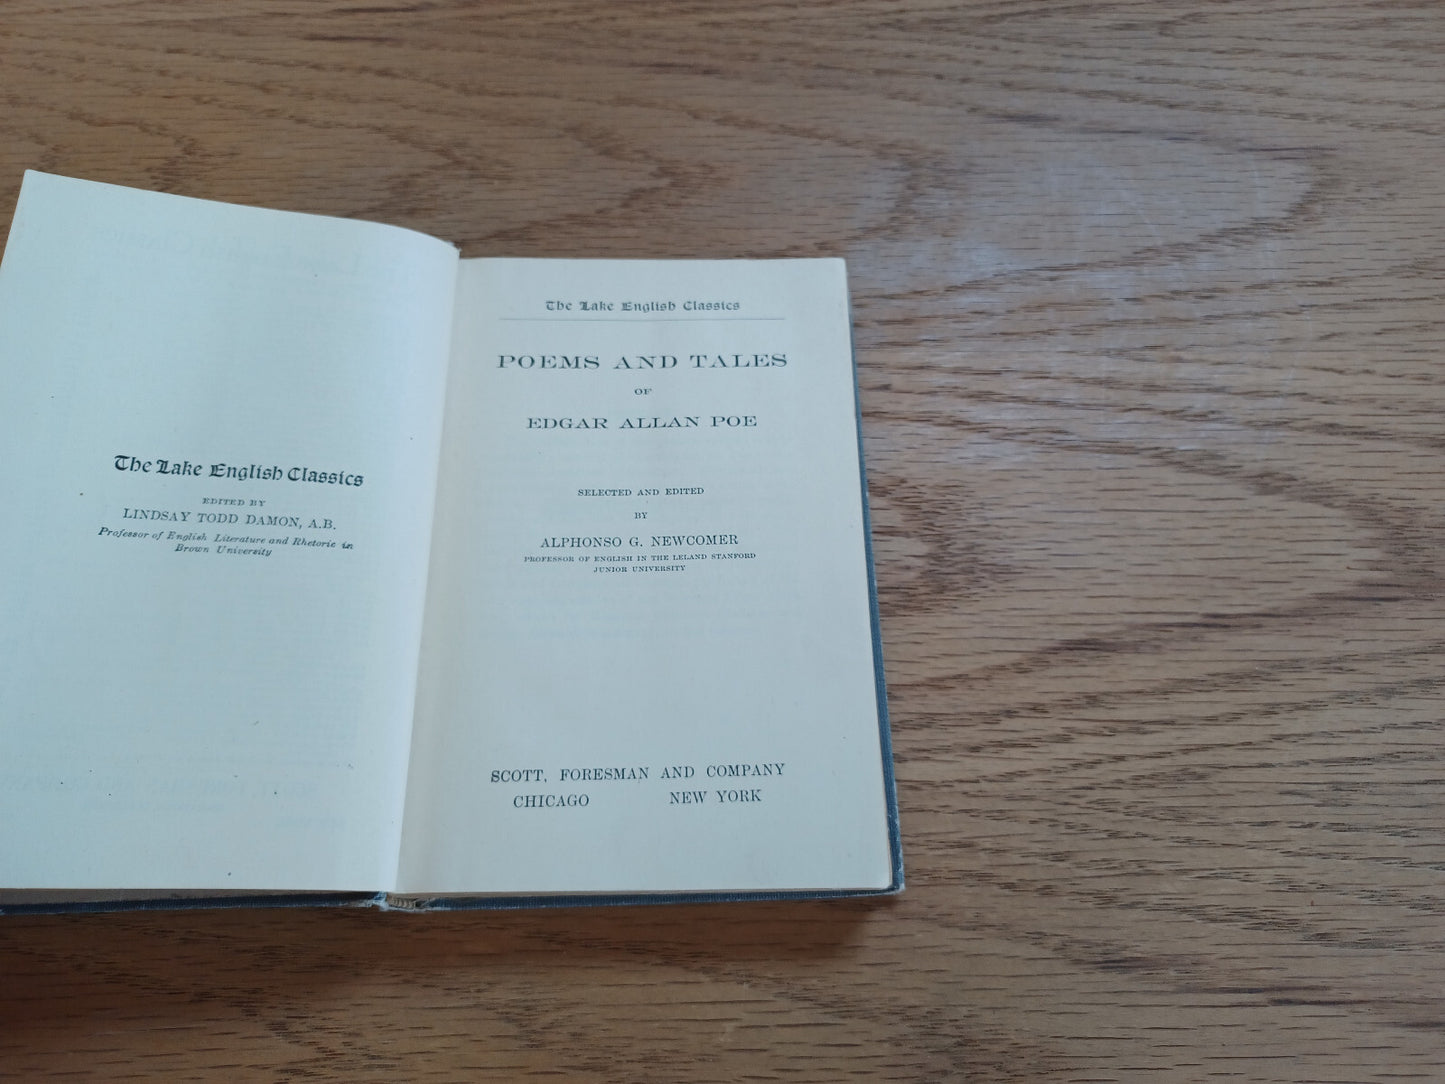 The Lake English Classics
EDITED BY
LINDSAY TODD DAMON, A.B.
Professor of English Literature and Rhetoric in
Brown University
The Lake English Classics
POEMS AND TALES
OF
EDGAR ALLAN POE
SELECTED AND EDITED
BY
ALPHONSO G. NEWCOMER
PROFESSOR OF ENGLISH IN THE LELAND STANFORD
JUNIOR UNIVERSITY
SCOTT, FORESMAN AND COMPANY
CHICAGO NEW YORK